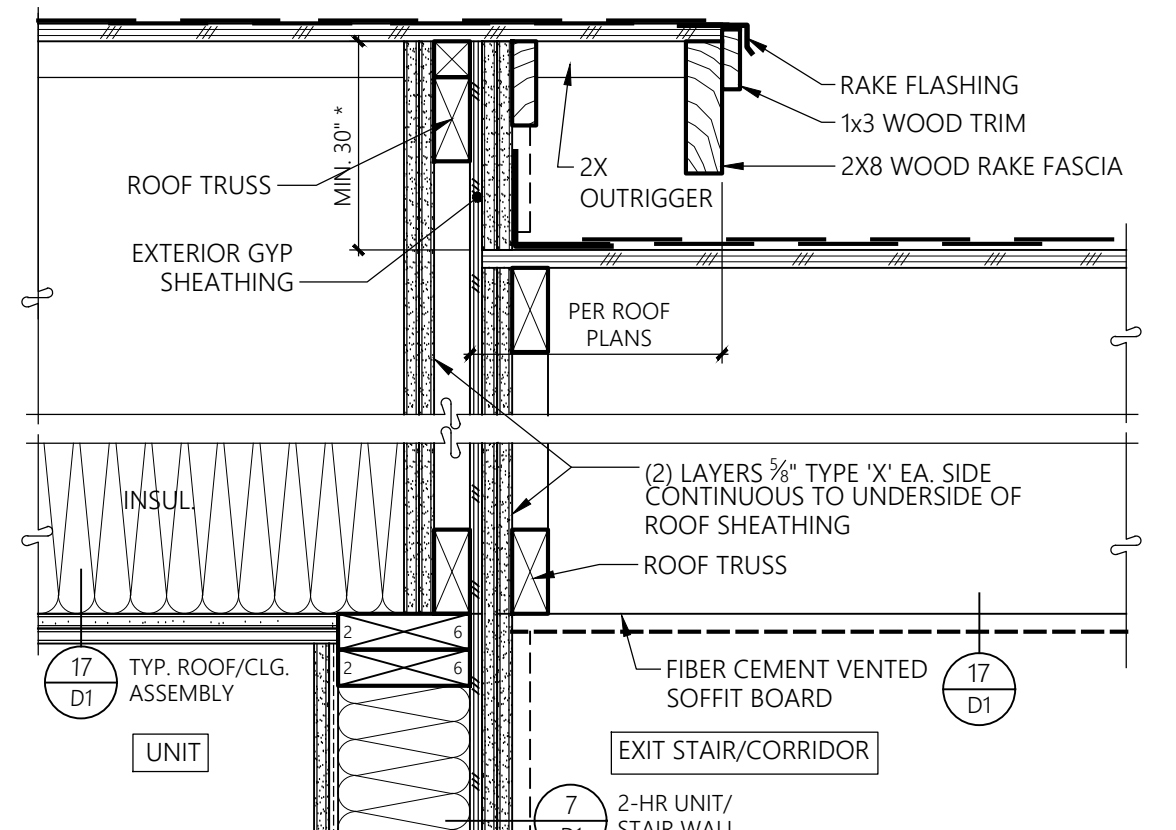 RAKE FLASHING
1x3 WOOD TRIM
2X8 WOOD RAKE FASCIA
2X
OUTRIGGER
MIN. 30" *
ROOF TRUSS
EXTERIOR GYP
SHEATHING
PER ROOF
PLANS
INSUL.
(2) LAYERS ⅝" TYPE 'X' EA. SIDE
CONTINUOUS TO UNDERSIDE OF
ROOF SHEATHING
ROOF TRUSS
2 6
2 6
17
D1
TYP. ROOF/CLG.
ASSEMBLY
FIBER CEMENT VENTED
SOFFIT BOARD
17
D1
UNIT
EXIT STAIR/CORRIDOR
7
D1
2-HR UNIT/
STAIR WALL